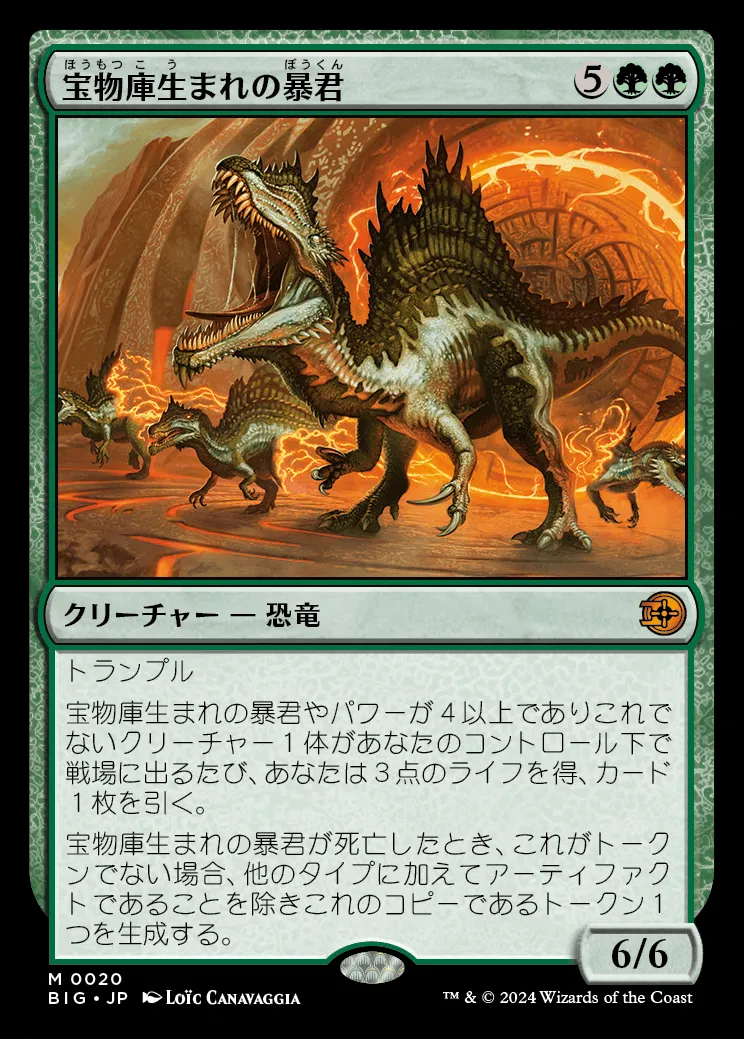 ほうもつこう ぼうくん
宝物庫生まれの暴君 5
クリーチャー — 恐竜
トランプル
宝物庫生まれの暴君やパワーが4以上でありこれで
ないクリーチャー1体があなたのコントロール下で
戦場に出るたび、あなたは3点のライフを得、カード
1枚を引く。
宝物庫生まれの暴君が死亡したとき、これがトーク
ンでない場合、他のタイプに加えてアーティファク
トであることを除きこれのコピーであるトークン1
つを生成する。
6/6
M 0020
BIG • JP Loïc Canavaggia
™ & © 2024 Wizards of the Coast